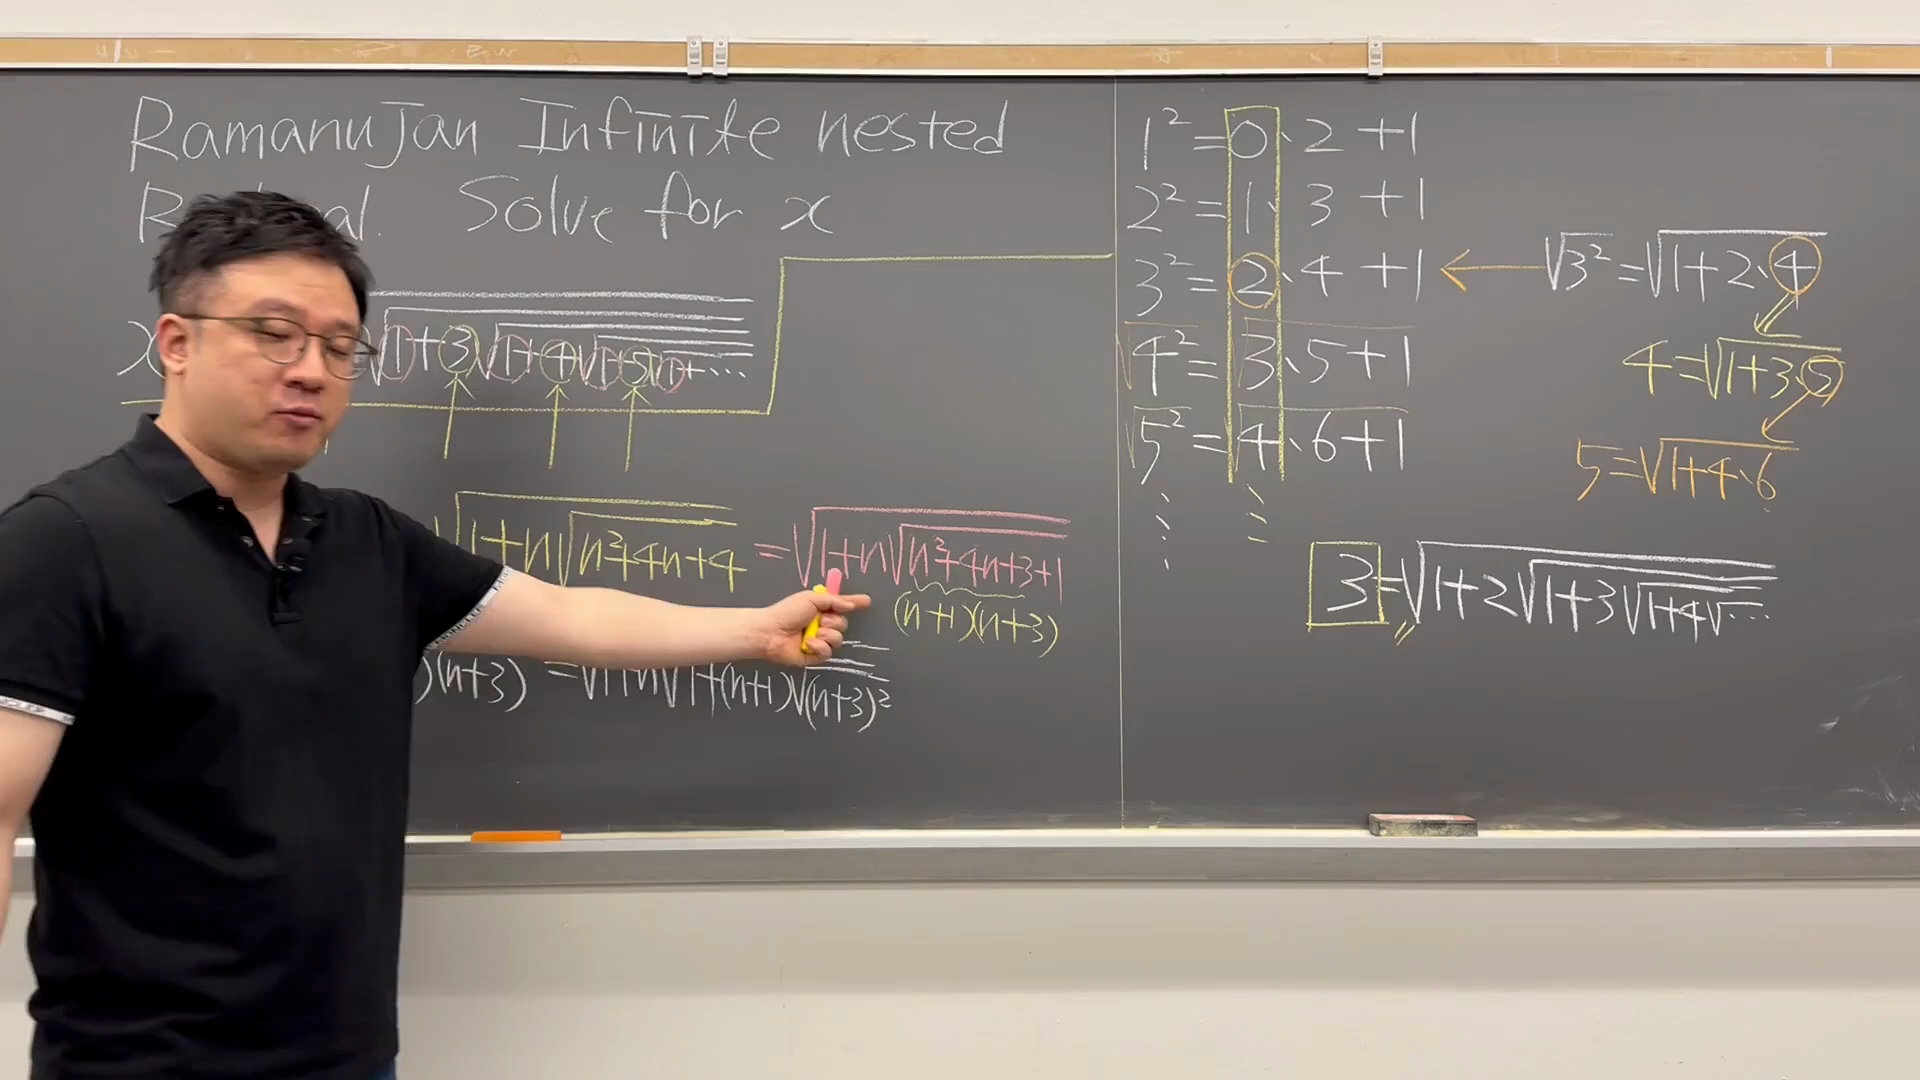 RamanuJan Infinite nested
Solve for x
x √1+3√1+4√1+5√1+⋯
√1+n√n²+4n+4 = √1+n√n²+4n+3+1
(n+1)(n+3)
)(n+3) = √1+n√1+(n+1)√(n+3)²
1² = 0·2+1
2² = 1·3+1
3² = 2·4+1
√4² = √3·5+1
√5² = √4·6+1
⋮ ⋮
√3² = √1+2·4
4 = √1+3·5
5 = √1+4·6
3 = √1+2√1+3√1+4√⋯